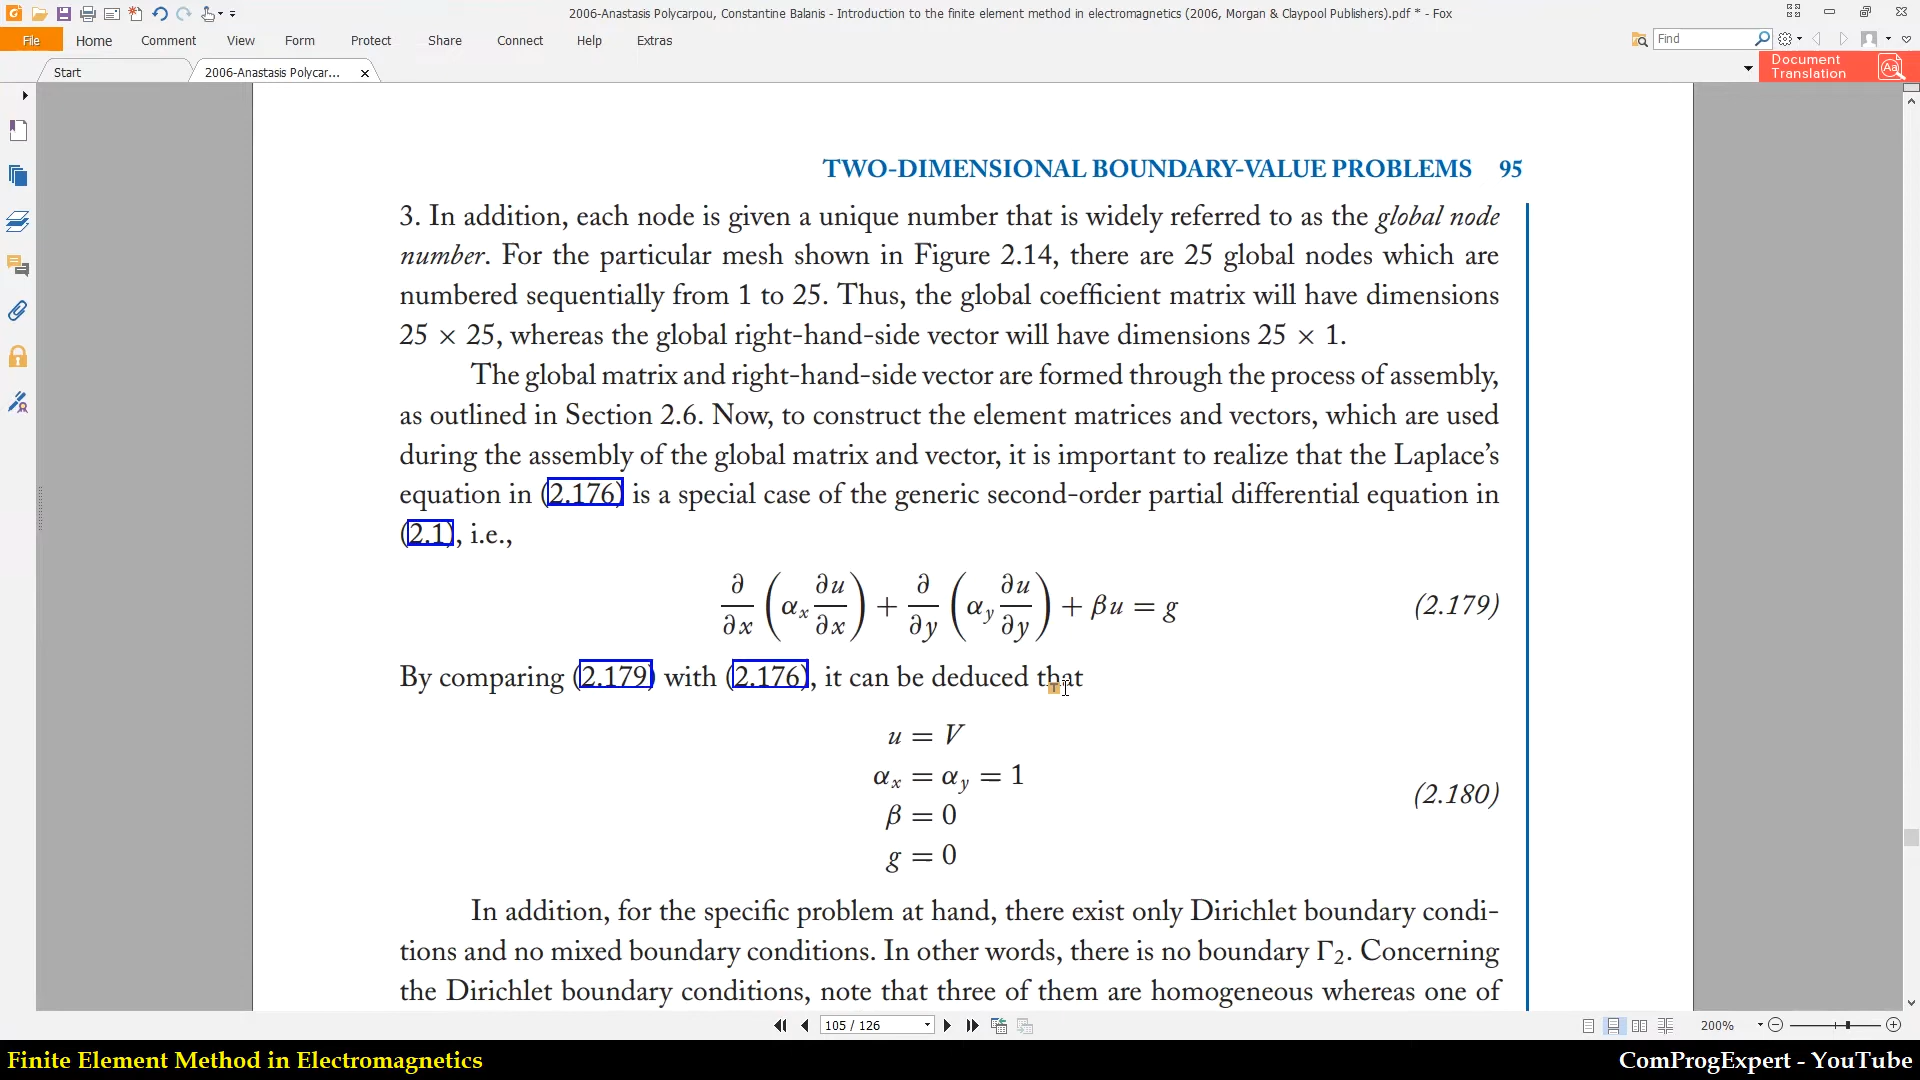 2006-Anastasis Polycarpou, Constantine Balanis - Introduction to the finite element method in electromagnetics (2006, Morgan & Claypool Publishers).pdf * - Fox
File Home Comment View Form Protect Share Connect Help Extras Find
Start 2006-Anastasis Polycar...
Document
Translation
TWO-DIMENSIONAL BOUNDARY-VALUE PROBLEMS 95
3. In addition, each node is given a unique number that is widely referred to as the global node
number. For the particular mesh shown in Figure 2.14, there are 25 global nodes which are
numbered sequentially from 1 to 25. Thus, the global coefficient matrix will have dimensions
25 × 25, whereas the global right-hand-side vector will have dimensions 25 × 1.
The global matrix and right-hand-side vector are formed through the process of assembly,
as outlined in Section 2.6. Now, to construct the element matrices and vectors, which are used
during the assembly of the global matrix and vector, it is important to realize that the Laplace's
equation in (2.176) is a special case of the generic second-order partial differential equation in
(2.1), i.e.,
∂/∂x (αx ∂u/∂x) + ∂/∂y (αy ∂u/∂y) + βu = g (2.179)
By comparing (2.179) with (2.176), it can be deduced that
u = V
αx = αy = 1
(2.180)
β = 0
g = 0
In addition, for the specific problem at hand, there exist only Dirichlet boundary condi-
tions and no mixed boundary conditions. In other words, there is no boundary Γ2. Concerning
the Dirichlet boundary conditions, note that three of them are homogeneous whereas one of
105 / 126 200%
Finite Element Method in Electromagnetics ComProgExpert - YouTube